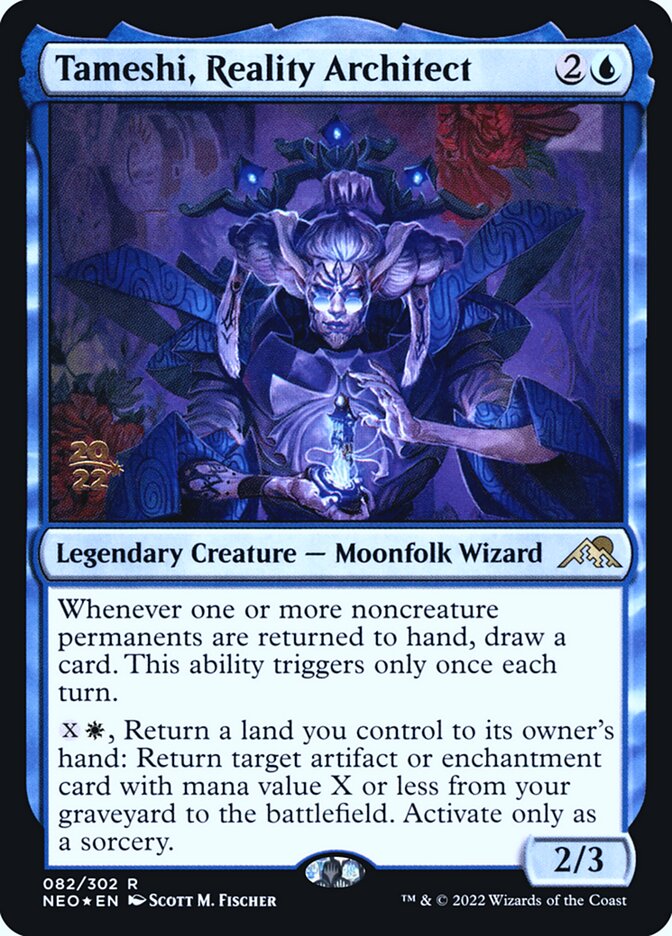 Tameshi, Reality Architect 2
20
22
Legendary Creature — Moonfolk Wizard
Whenever one or more noncreature
permanents are returned to hand, draw a
card. This ability triggers only once each
turn.
X, Return a land you control to its owner's
hand: Return target artifact or enchantment
card with mana value X or less from your
graveyard to the battlefield. Activate only as
a sorcery.
2/3
082/302 R
NEO★EN Scott M. Fischer
™ & © 2022 Wizards of the Coast